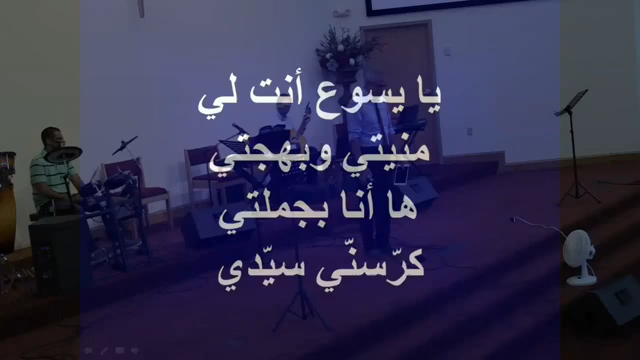 يا يسوع أنت لي
منيتي وبهجتي
ها أنا بجملتي
كرّسنّي سيّدي